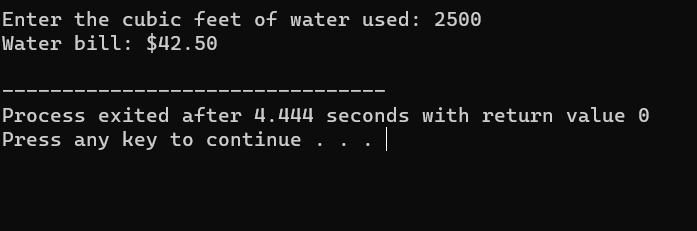 Enter the cubic feet of water used: 2500
Water bill: $42.50
--------------------------------
Process exited after 4.444 seconds with return value 0
Press any key to continue . . .